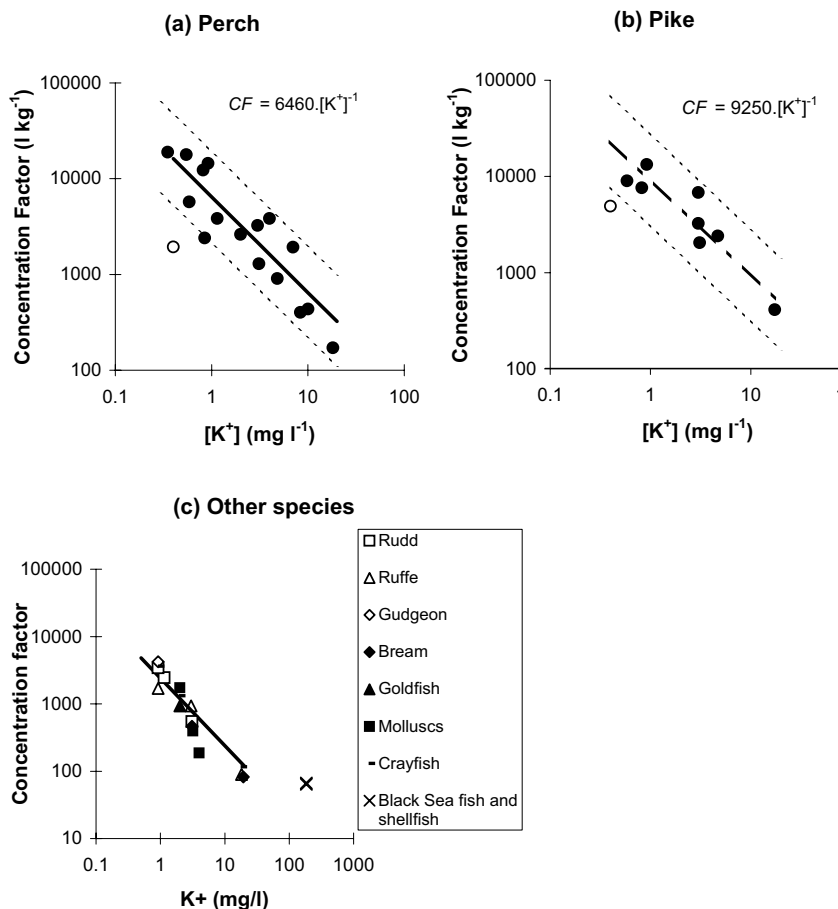 (a) Perch
CF = 6460.[K+]-1
100000
10000
1000
100
0.1 1 10 100
Concentration Factor (l kg-1)
[K+] (mg l-1)
(b) Pike
CF = 9250.[K+]-1
100000
10000
1000
100
0.1 1 10
Concentration Factor (l kg-1)
[K+] (mg l-1)
(c) Other species
100000
10000
1000
100
10
0.1 1 10 100 1000
Concentration factor
K+ (mg/l)
Rudd
Ruffe
Gudgeon
Bream
Goldfish
Molluscs
Crayfish
Black Sea fish and
shellfish